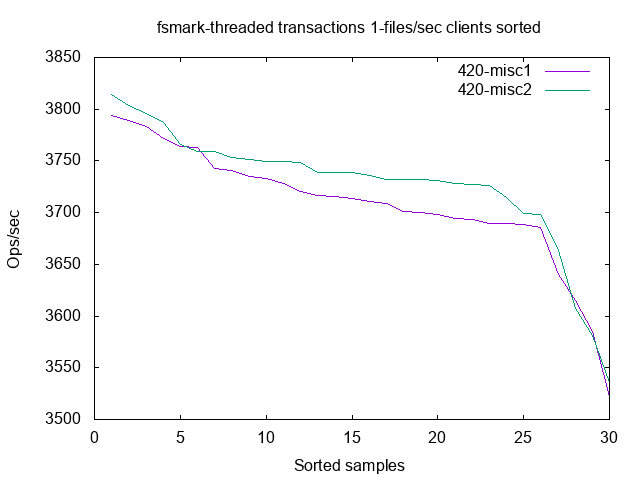 fsmark-threaded transactions 1-files/sec clients sorted
420-misc1
420-misc2
3850
3800
3750
3700
3650
3600
3550
3500
Ops/sec
0 5 10 15 20 25 30
Sorted samples